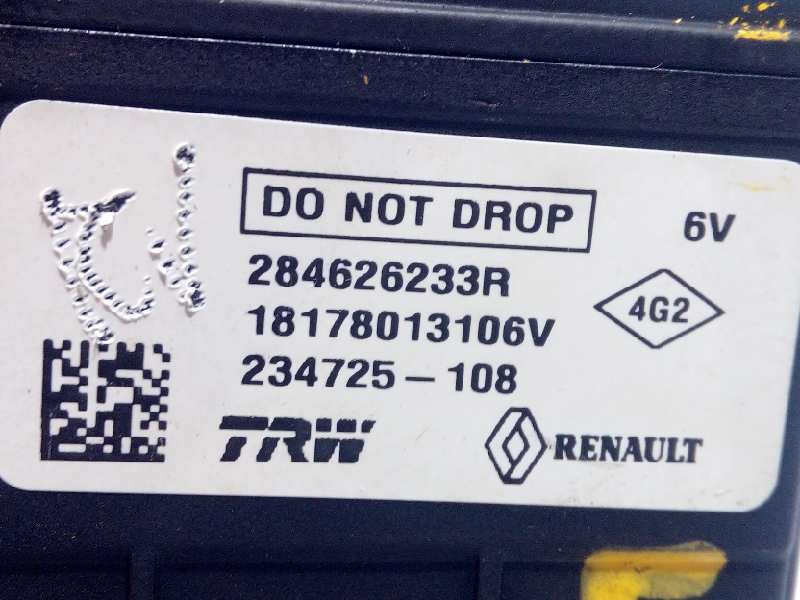 DO NOT DROP
6V
284626233R
4G2
18178013106V
234725-108
TRW
RENAULT